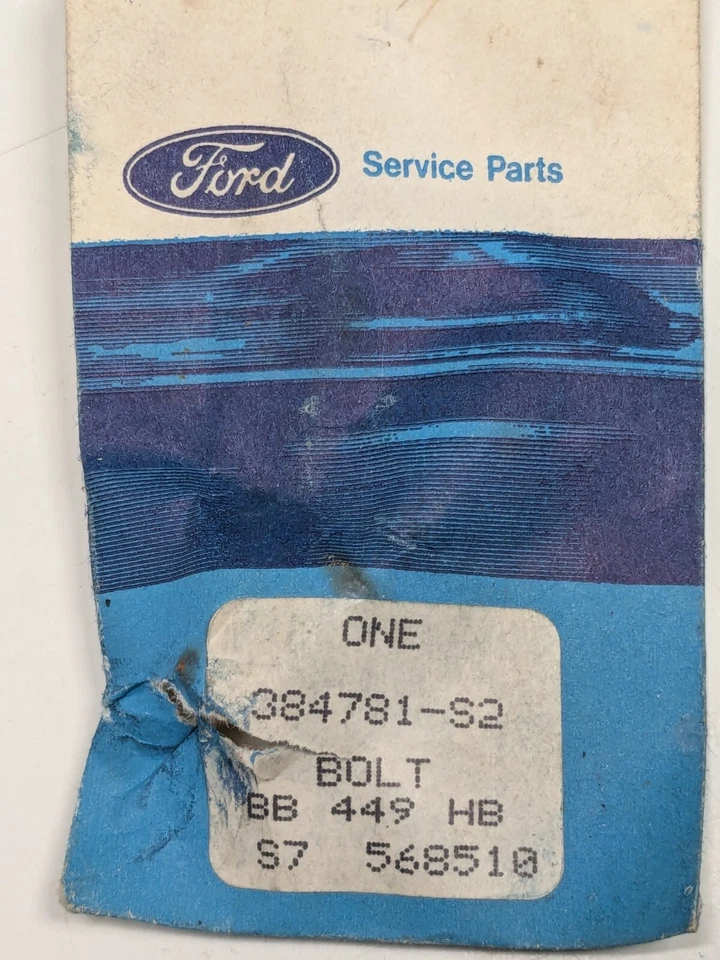 Ford Service Parts
ONE
384781-S2
BOLT
BB 449 HB
S7 568510